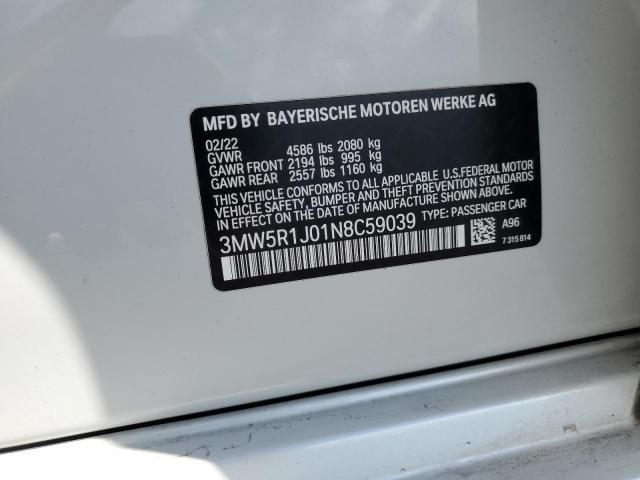 MFD BY BAYERISCHE MOTOREN WERKE AG
02/22
GVWR 4586 lbs 2080 kg
GAWR FRONT 2194 lbs 995 kg
GAWR REAR 2557 lbs 1160 kg
THIS VEHICLE CONFORMS TO ALL APPLICABLE U.S.FEDERAL MOTOR
VEHICLE SAFETY, BUMPER AND THEFT PREVENTION STANDARDS
IN EFFECT ON THE DATE OF MANUFACTURE SHOWN ABOVE.
3MW5R1J01N8C59039 TYPE: PASSENGER CAR
A96
7 315 814